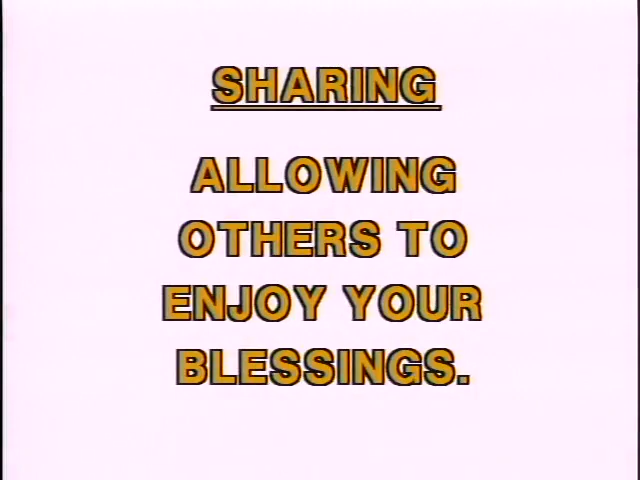 SHARING
ALLOWING
OTHERS TO
ENJOY YOUR
BLESSINGS.